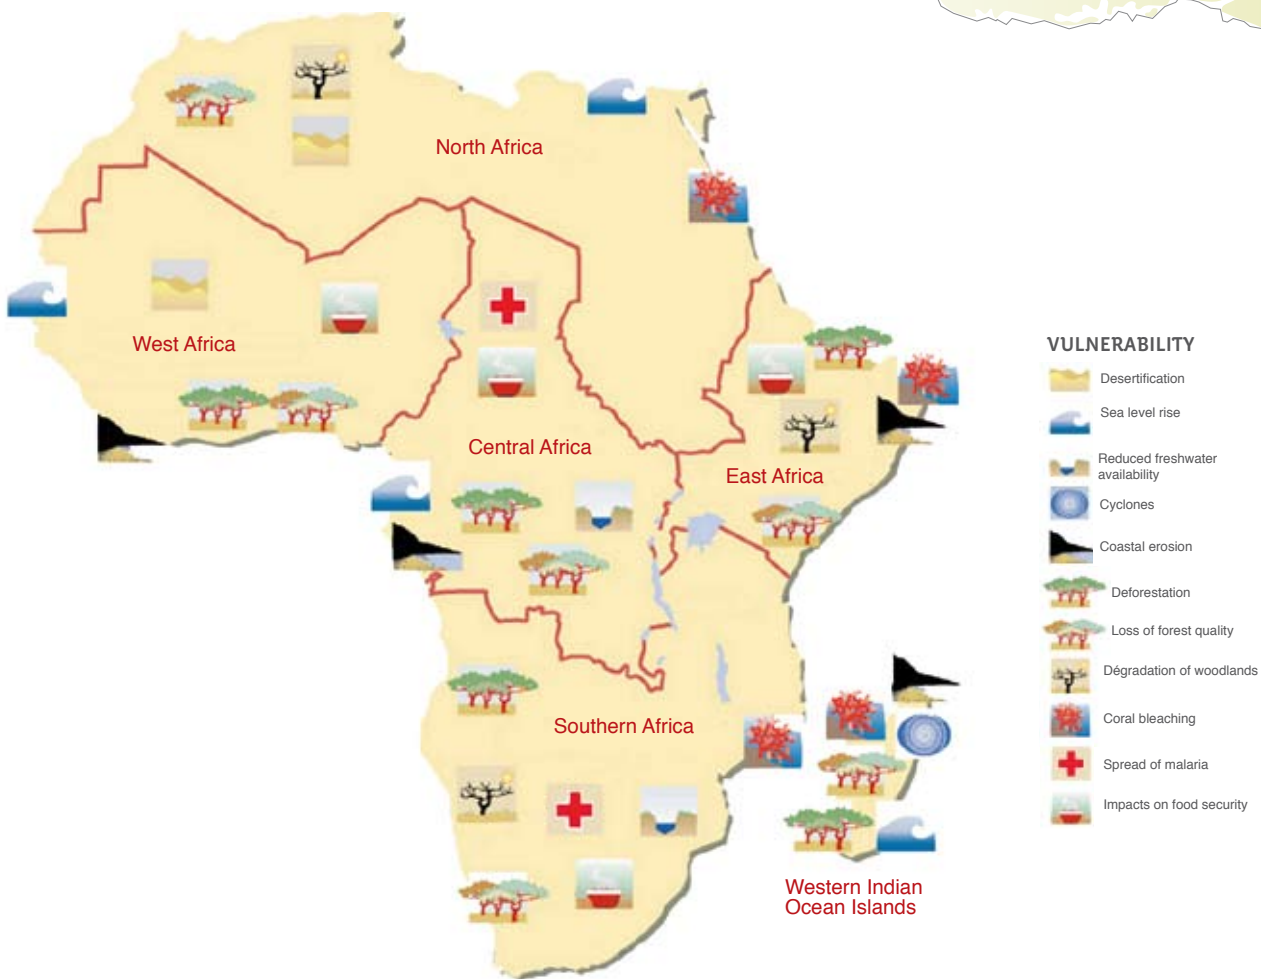 North Africa
West Africa
Central Africa
East Africa
Southern Africa
Western Indian
Ocean Islands
VULNERABILITY
Desertification
Sea level rise
Reduced freshwater
availability
Cyclones
Coastal erosion
Deforestation
Loss of forest quality
Dégradation of woodlands
Coral bleaching
Spread of malaria
Impacts on food security